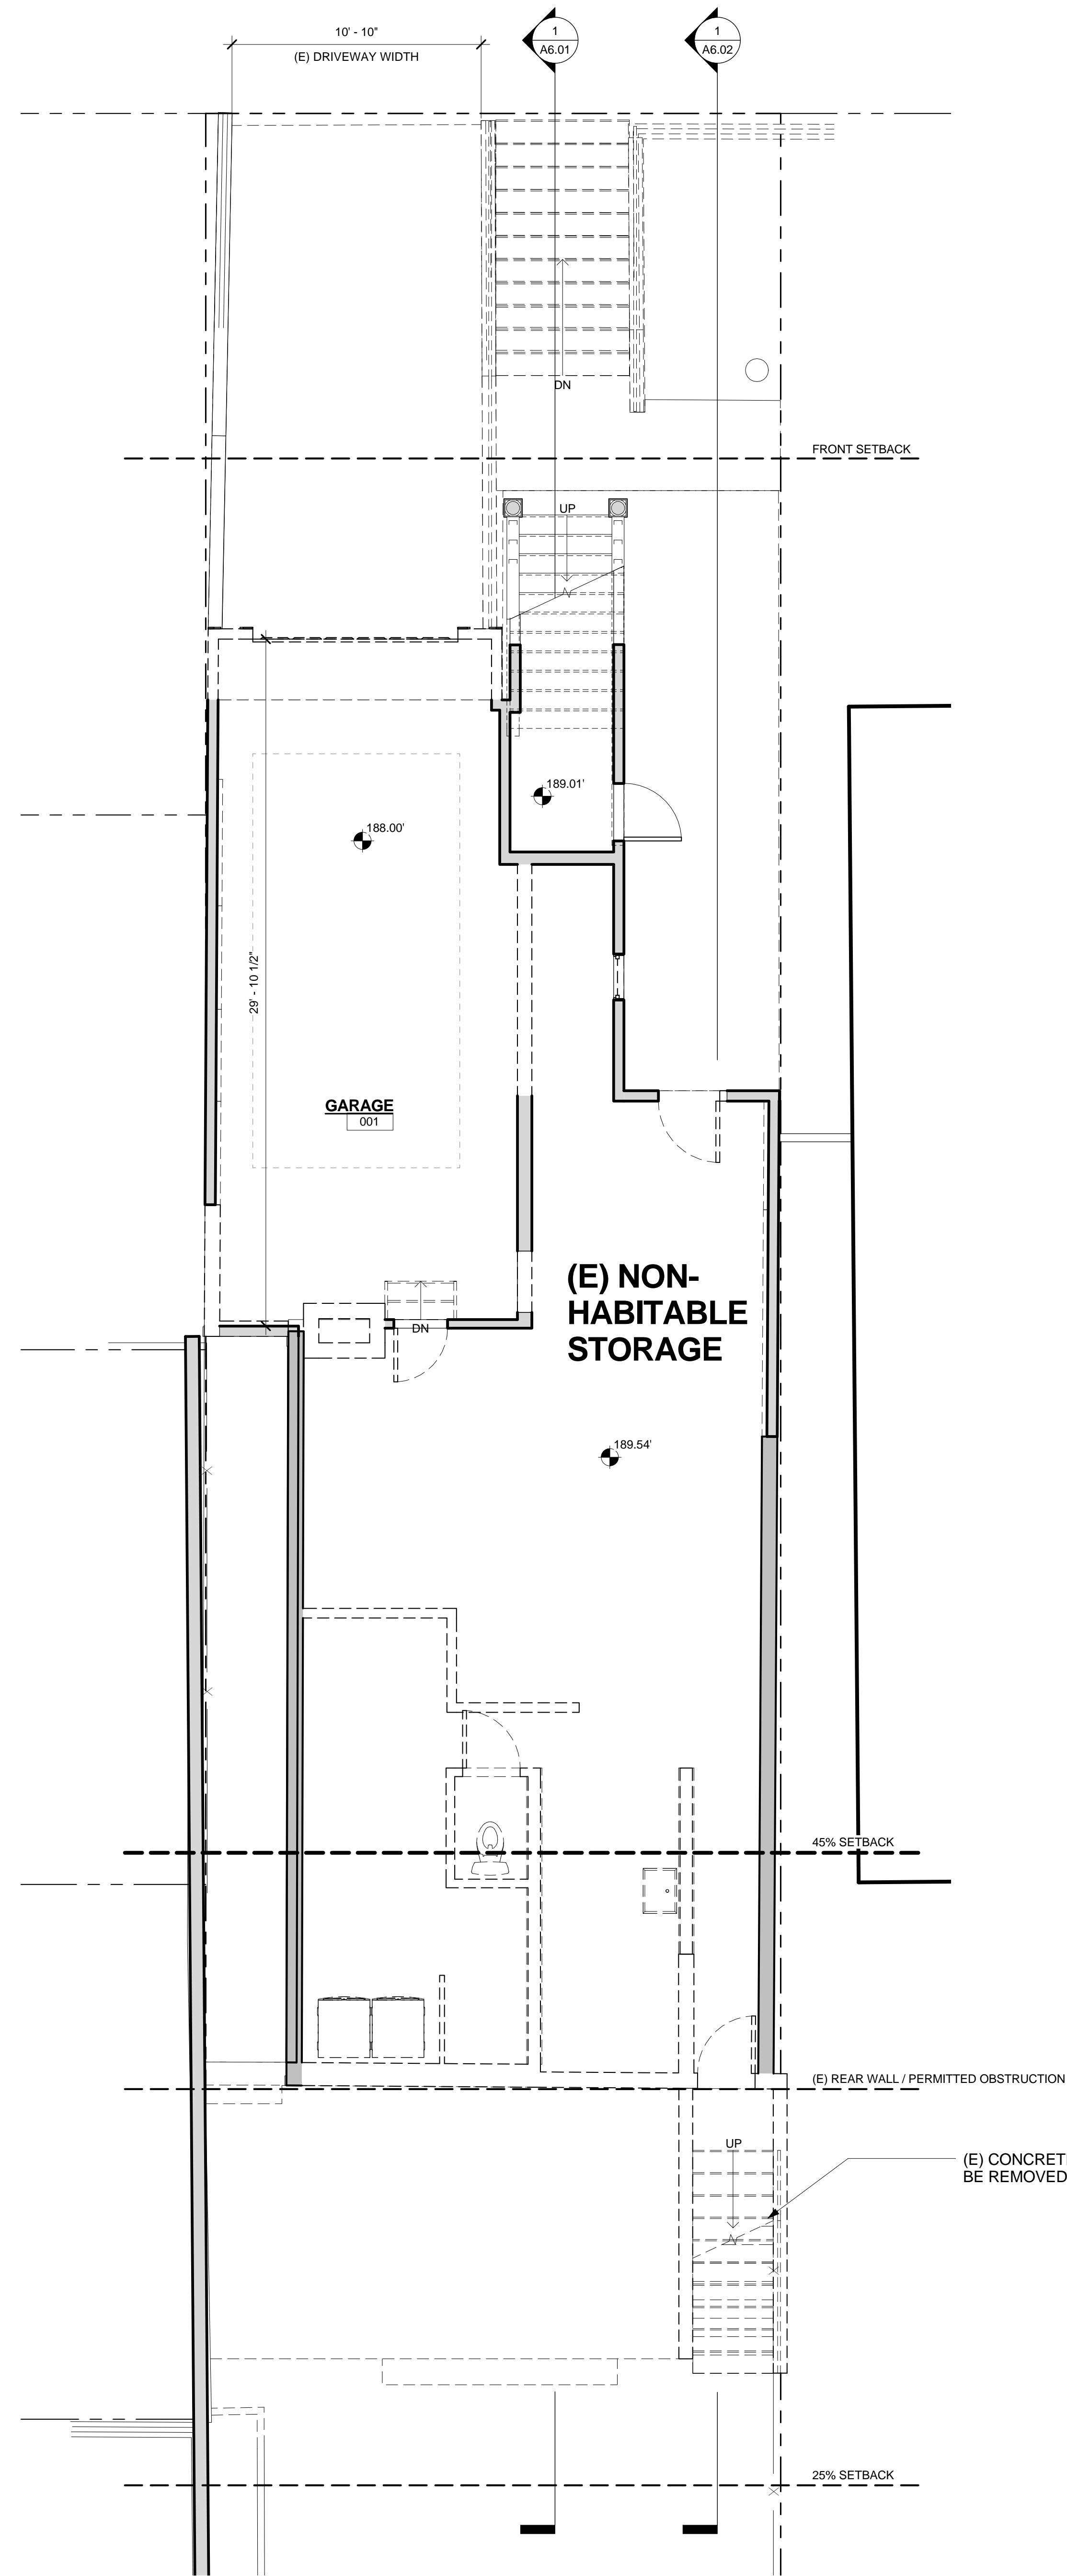 10' - 10"
(E) DRIVEWAY WIDTH
1
A6.01
1
A6.02
DN
FRONT SETBACK
UP
189.01'
188.00'
29' - 10 1/2"
GARAGE
001
(E) NON-
HABITABLE
STORAGE
DN
189.54'
45% SETBACK
(E) REAR WALL / PERMITTED OBSTRUCTION
UP
(E) CONCRET
BE REMOVED
25% SETBACK